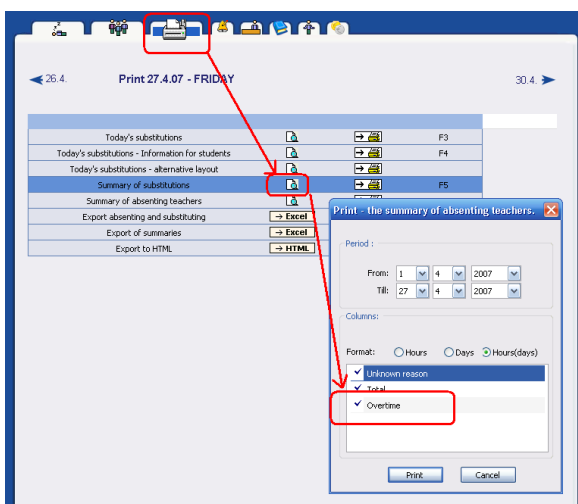 26.4.
Print 27.4.07 - FRIDAY
30.4.
Today's substitutions F3
Today's substitutions - Information for students F4
Today's substitutions - alternative layout
Summary of substitutions F5
Summary of absenting teachers
Export absenting and substituting → Excel
Export of summaries → Excel
Export to HTML → HTML
Print - the summary of absenting teachers.
Period :
From: 1 4 2007
Till: 27 4 2007
Columns:
Format: Hours Days Hours(days)
Unknown reason
Total
Overtime
Print Cancel